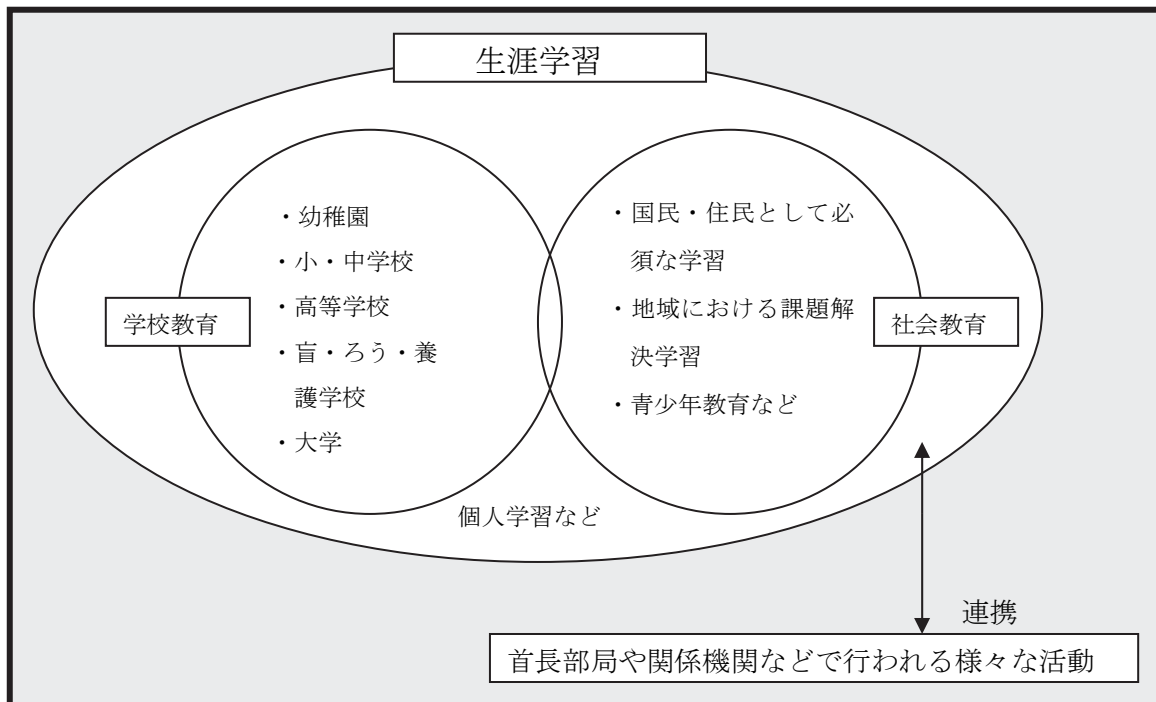 生涯学習
学校教育
・幼稚園
・小・中学校
・高等学校
・盲・ろう・養
護学校
・大学
・国民・住民として必
須な学習
・地域における課題解
決学習
・青少年教育など
社会教育
個人学習など
連携
首長部局や関係機関などで行われる様々な活動